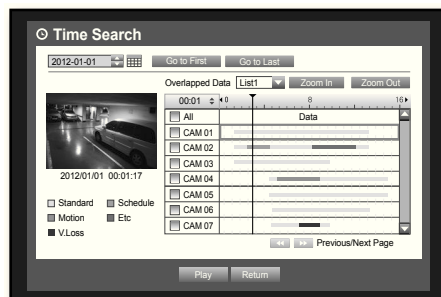 Time Search
2012-01-01 Go to First Go to Last
Overlapped Data List1 Zoom In Zoom Out
00:01 0 8 16
All Data
CAM 01
CAM 02
CAM 03
CAM 04
CAM 05
CAM 06
CAM 07
2012/01/01 00:01:17
Standard Schedule
Motion Etc
V.Loss
Previous/Next Page
Play Return